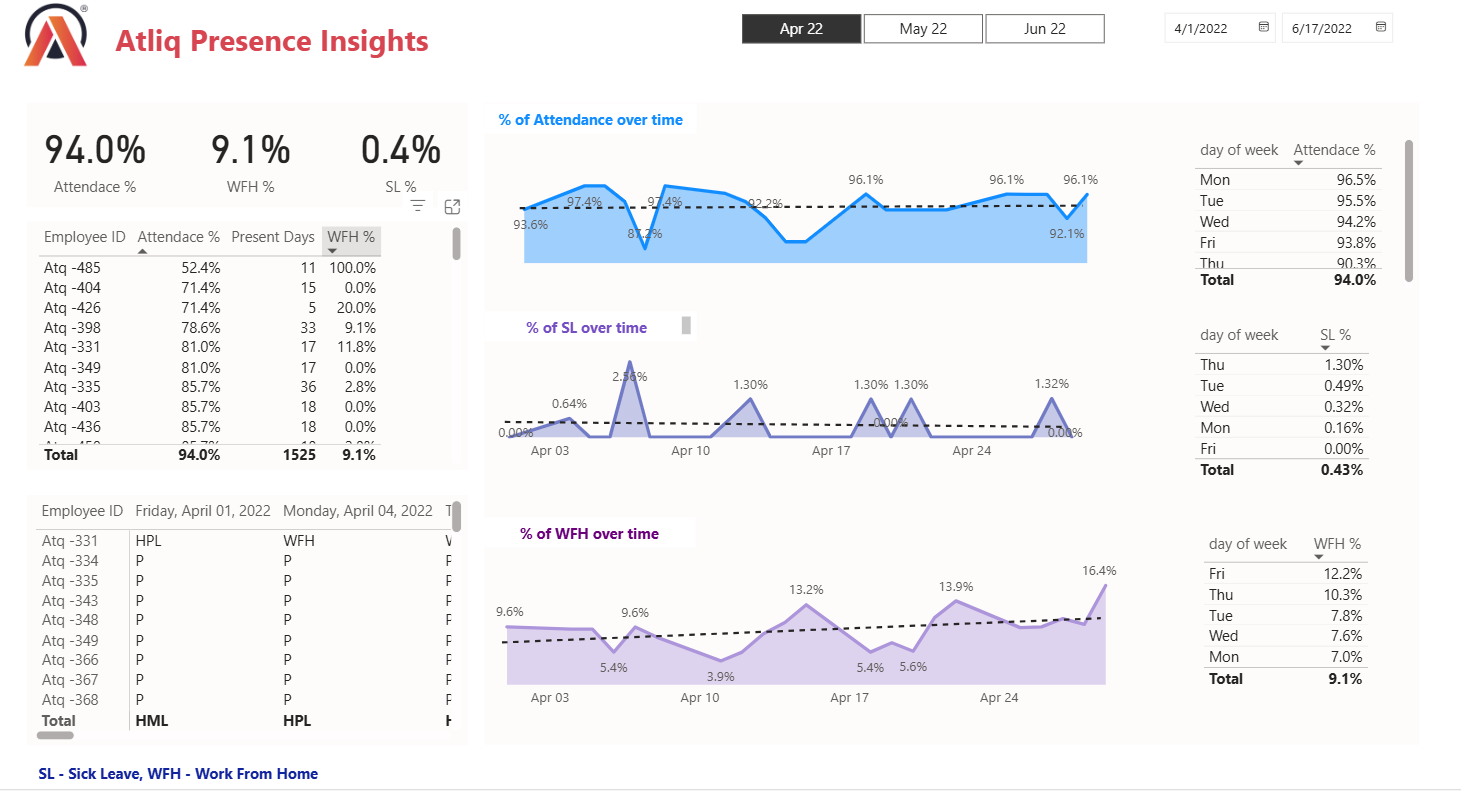 Atliq Presence Insights
®
Apr 22 May 22 Jun 22
4/1/2022 6/17/2022
94.0% 9.1% 0.4%
Attendace % WFH % SL %
Employee ID Attendace % Present Days WFH %
Atq -485 52.4% 11 100.0%
Atq -404 71.4% 15 0.0%
Atq -426 71.4% 5 20.0%
Atq -398 78.6% 33 9.1%
Atq -331 81.0% 17 11.8%
Atq -349 81.0% 17 0.0%
Atq -335 85.7% 36 2.8%
Atq -403 85.7% 18 0.0%
Atq -436 85.7% 18 0.0%
Total 94.0% 1525 9.1%
Employee ID Friday, April 01, 2022 Monday, April 04, 2022
Atq -331 HPL WFH
Atq -334 P P
Atq -335 P P
Atq -343 P P
Atq -348 P P
Atq -349 P P
Atq -366 P P
Atq -367 P P
Atq -368 P P
Total HML HPL
% of Attendance over time
93.6% 97.4% 87.2% 97.4% 92.2% 96.1% 96.1% 92.1% 96.1%
% of SL over time
0.00% 0.64% 2.56% 1.30% 1.30% 0.00% 1.30% 1.32% 0.00%
Apr 03 Apr 10 Apr 17 Apr 24
% of WFH over time
9.6% 5.4% 9.6% 3.9% 13.2% 5.4% 5.6% 13.9% 16.4%
Apr 03 Apr 10 Apr 17 Apr 24
day of week Attendace %
Mon 96.5%
Tue 95.5%
Wed 94.2%
Fri 93.8%
Thu 90.3%
Total 94.0%
day of week SL %
Thu 1.30%
Tue 0.49%
Wed 0.32%
Mon 0.16%
Fri 0.00%
Total 0.43%
day of week WFH %
Fri 12.2%
Thu 10.3%
Tue 7.8%
Wed 7.6%
Mon 7.0%
Total 9.1%
SL - Sick Leave, WFH - Work From Home